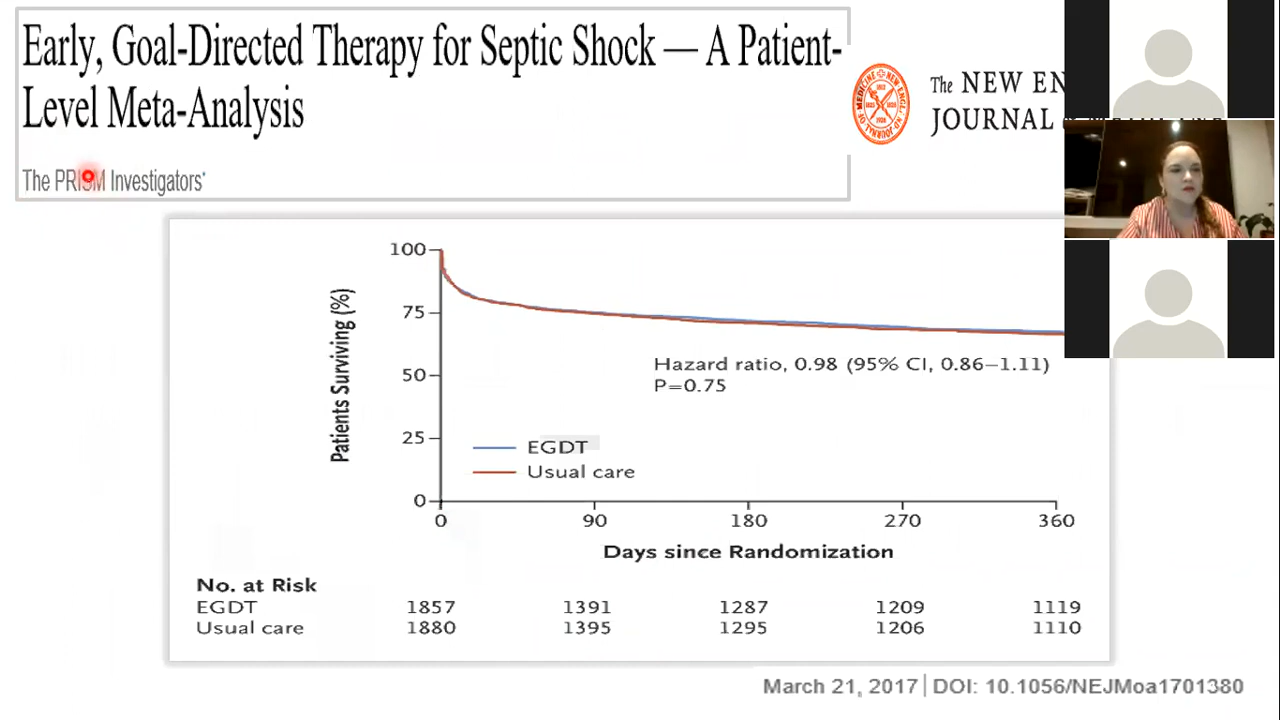 Early, Goal-Directed Therapy for Septic Shock — A Patient-
Level Meta-Analysis
The PRISM Investigators*
The NEW EN
JOURNAL
100
75
50
25
0
Patients Surviving (%)
Hazard ratio, 0.98 (95% CI, 0.86–1.11)
P=0.75
EGDT
Usual care
0 90 180 270 360
Days since Randomization
No. at Risk
EGDT 1857 1391 1287 1209 1119
Usual care 1880 1395 1295 1206 1110
March 21, 2017 | DOI: 10.1056/NEJMoa1701380